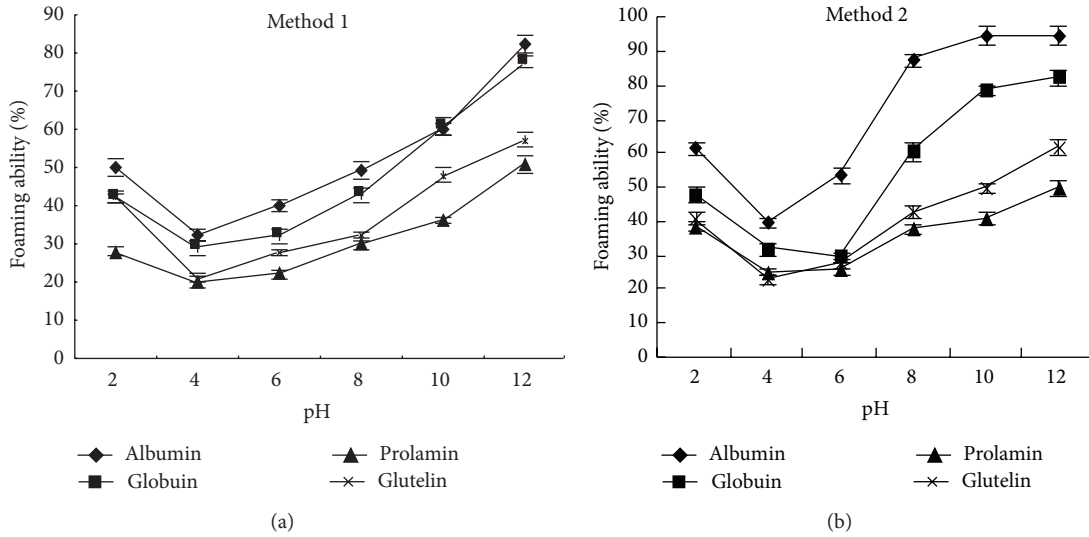 Method 1
Foaming ability (%)
90
80
70
60
50
40
30
20
10
0
2 4 6 8 10 12
pH
Albumin Prolamin
Globuin Glutelin
(a)
Method 2
Foaming ability (%)
100
90
80
70
60
50
40
30
20
10
0
2 4 6 8 10 12
pH
Albumin Prolamin
Globuin Glutelin
(b)